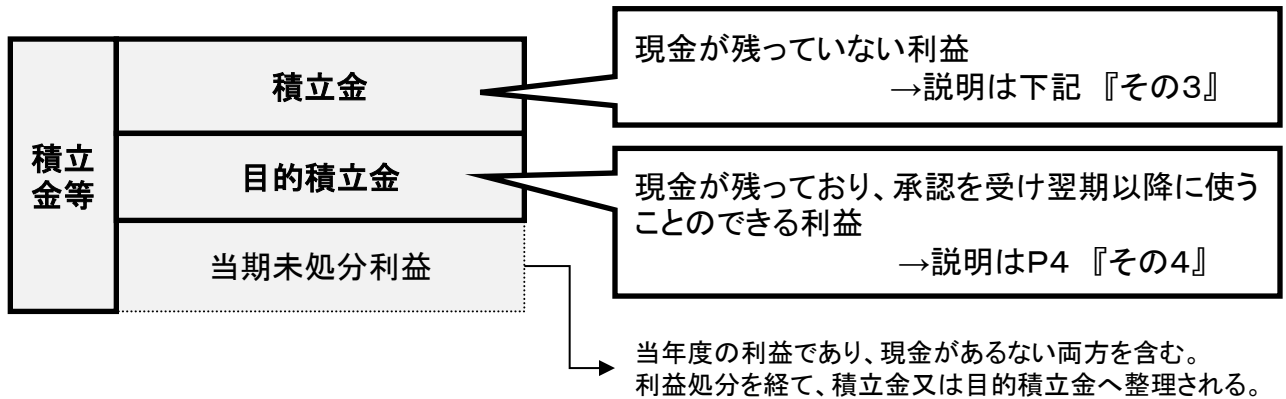 積立
金等
積立金
目的積立金
当期未処分利益
現金が残っていない利益
→説明は下記 『その3』
現金が残っており、承認を受け翌期以降に使う
ことのできる利益
→説明はP4 『その4』
当年度の利益であり、現金があるない両方を含む。
利益処分を経て、積立金又は目的積立金へ整理される。